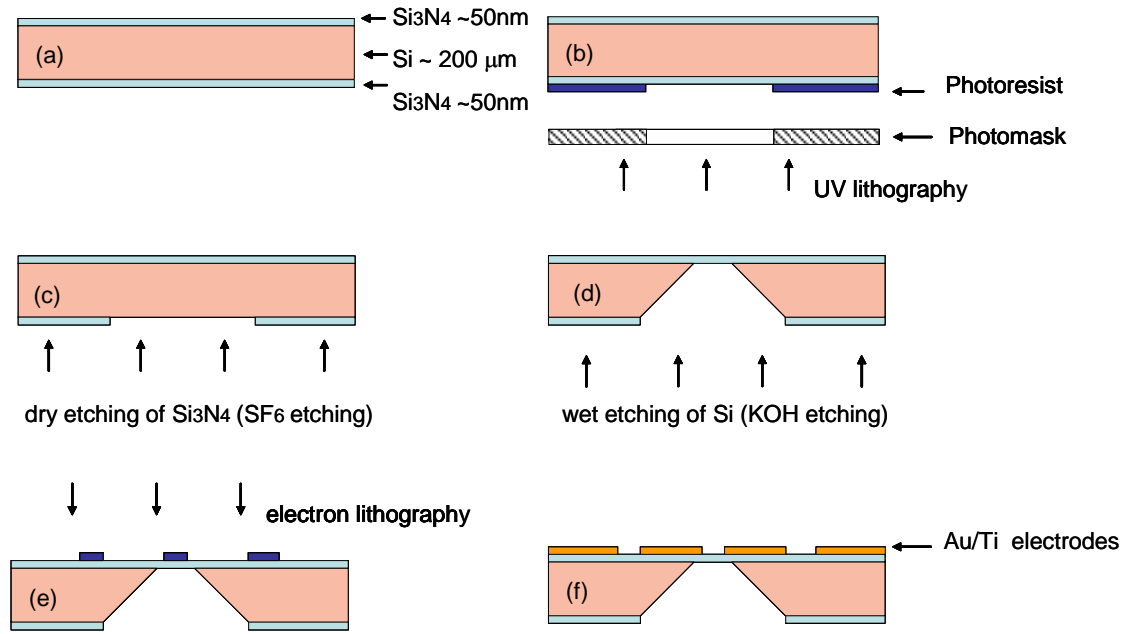 (a)
Si3N4 ~50nm
Si ~ 200 μm
Si3N4 ~50nm
(b)
Photoresist
Photomask
UV lithography
(c)
dry etching of Si3N4 (SF6 etching)
(d)
wet etching of Si (KOH etching)
electron lithography
(e)
Au/Ti electrodes
(f)